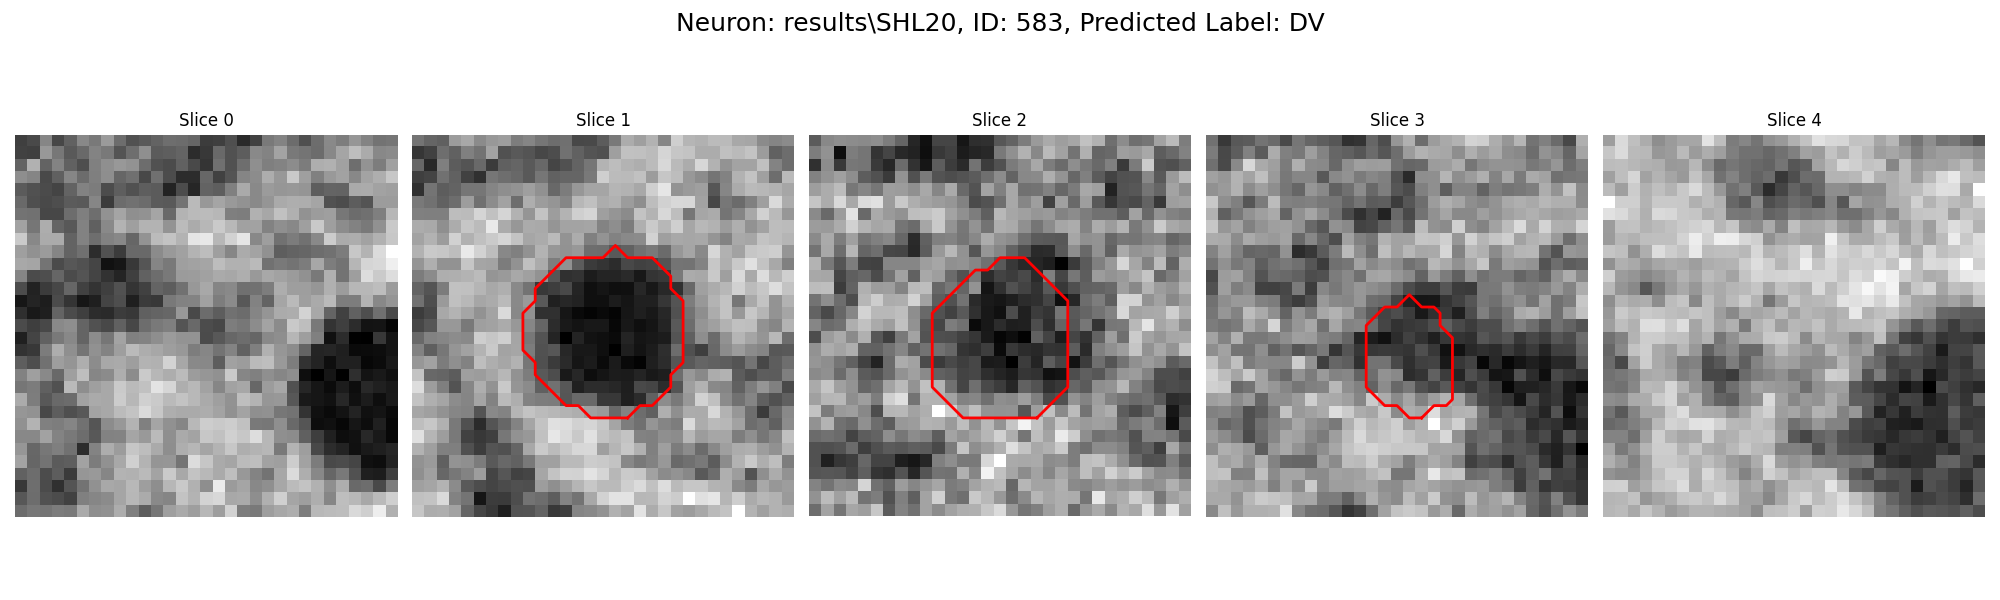 Neuron: results\SHL20, ID: 583, Predicted Label: DV
Slice 0
Slice 1
Slice 2
Slice 3
Slice 4